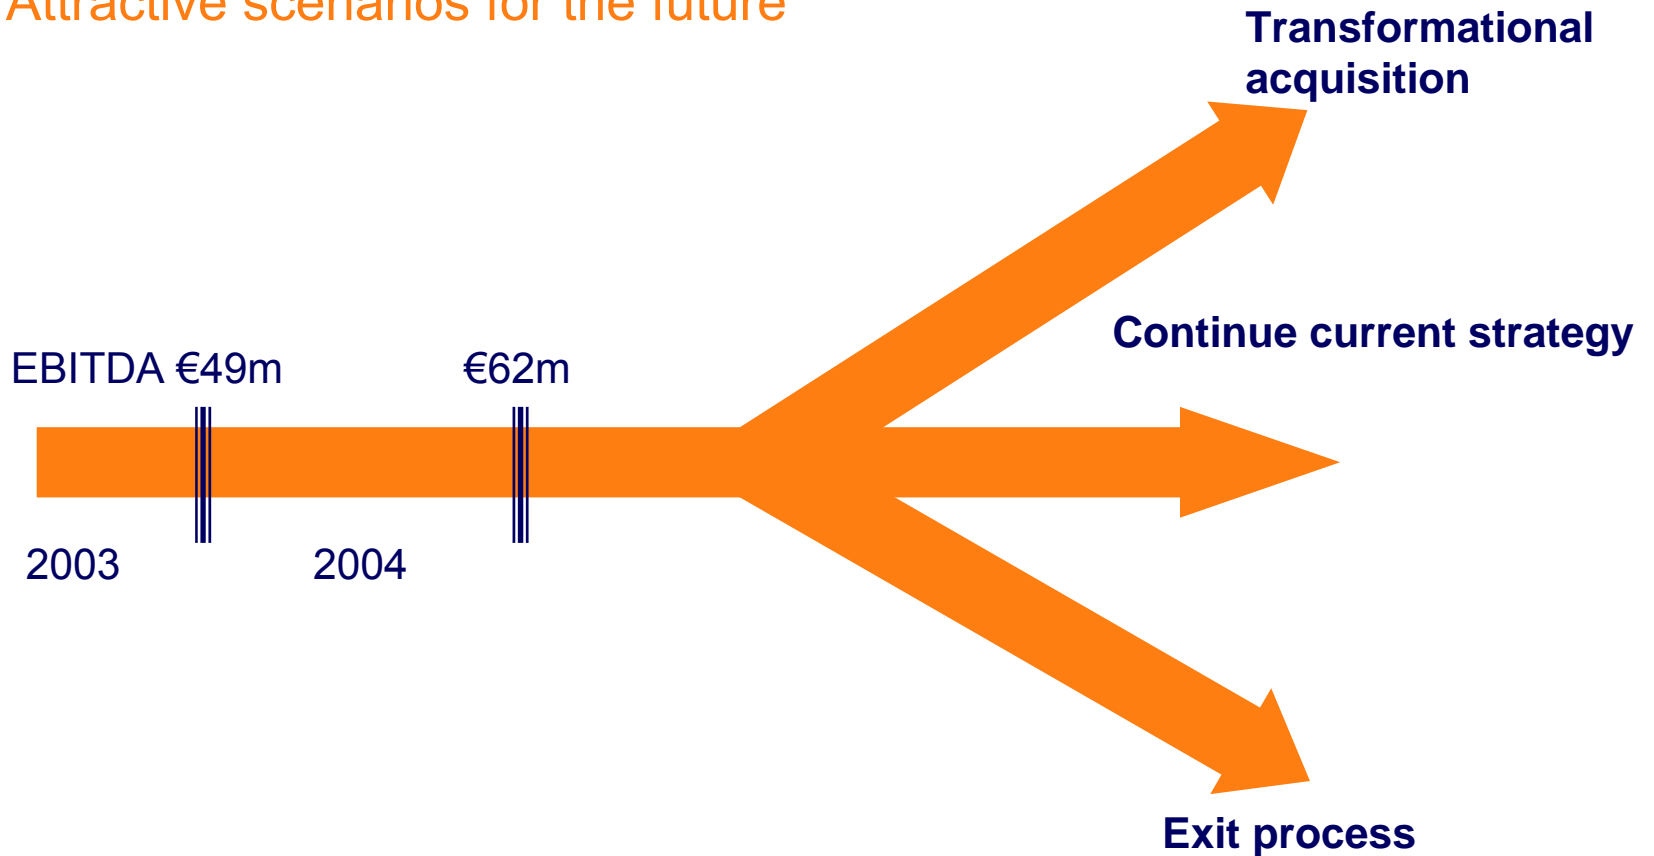 Attractive scenarios for the future
Transformational
acquisition
Continue current strategy
EBITDA €49m
€62m
2003
2004
Exit process